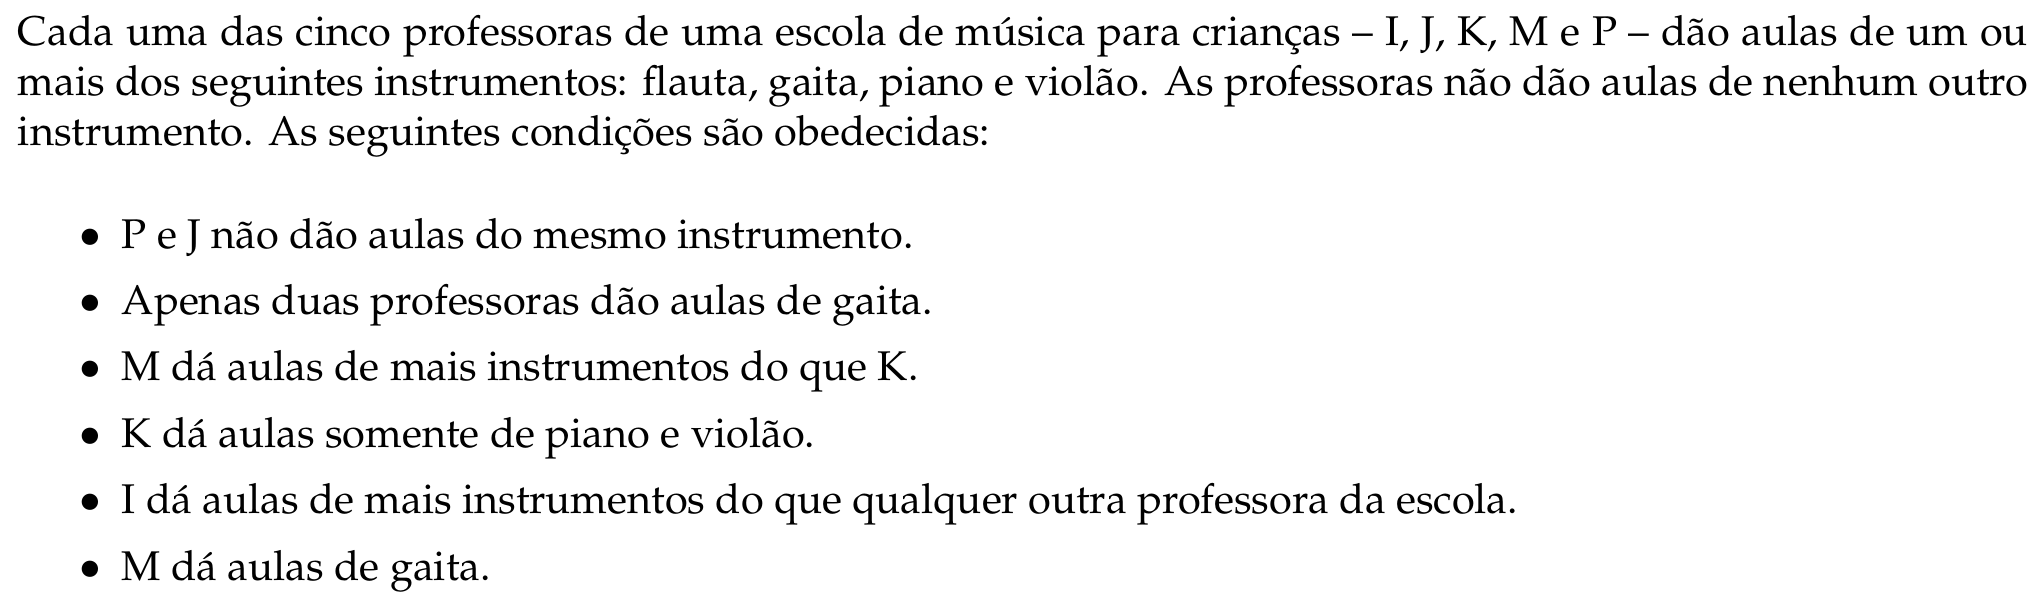 Cada uma das cinco professoras de uma escola de música para crianças – I, J, K, M e P – dão aulas de um ou
mais dos seguintes instrumentos: flauta, gaita, piano e violão. As professoras não dão aulas de nenhum outro
instrumento. As seguintes condições são obedecidas:
• P e J não dão aulas do mesmo instrumento.
• Apenas duas professoras dão aulas de gaita.
• M dá aulas de mais instrumentos do que K.
• K dá aulas somente de piano e violão.
• I dá aulas de mais instrumentos do que qualquer outra professora da escola.
• M dá aulas de gaita.